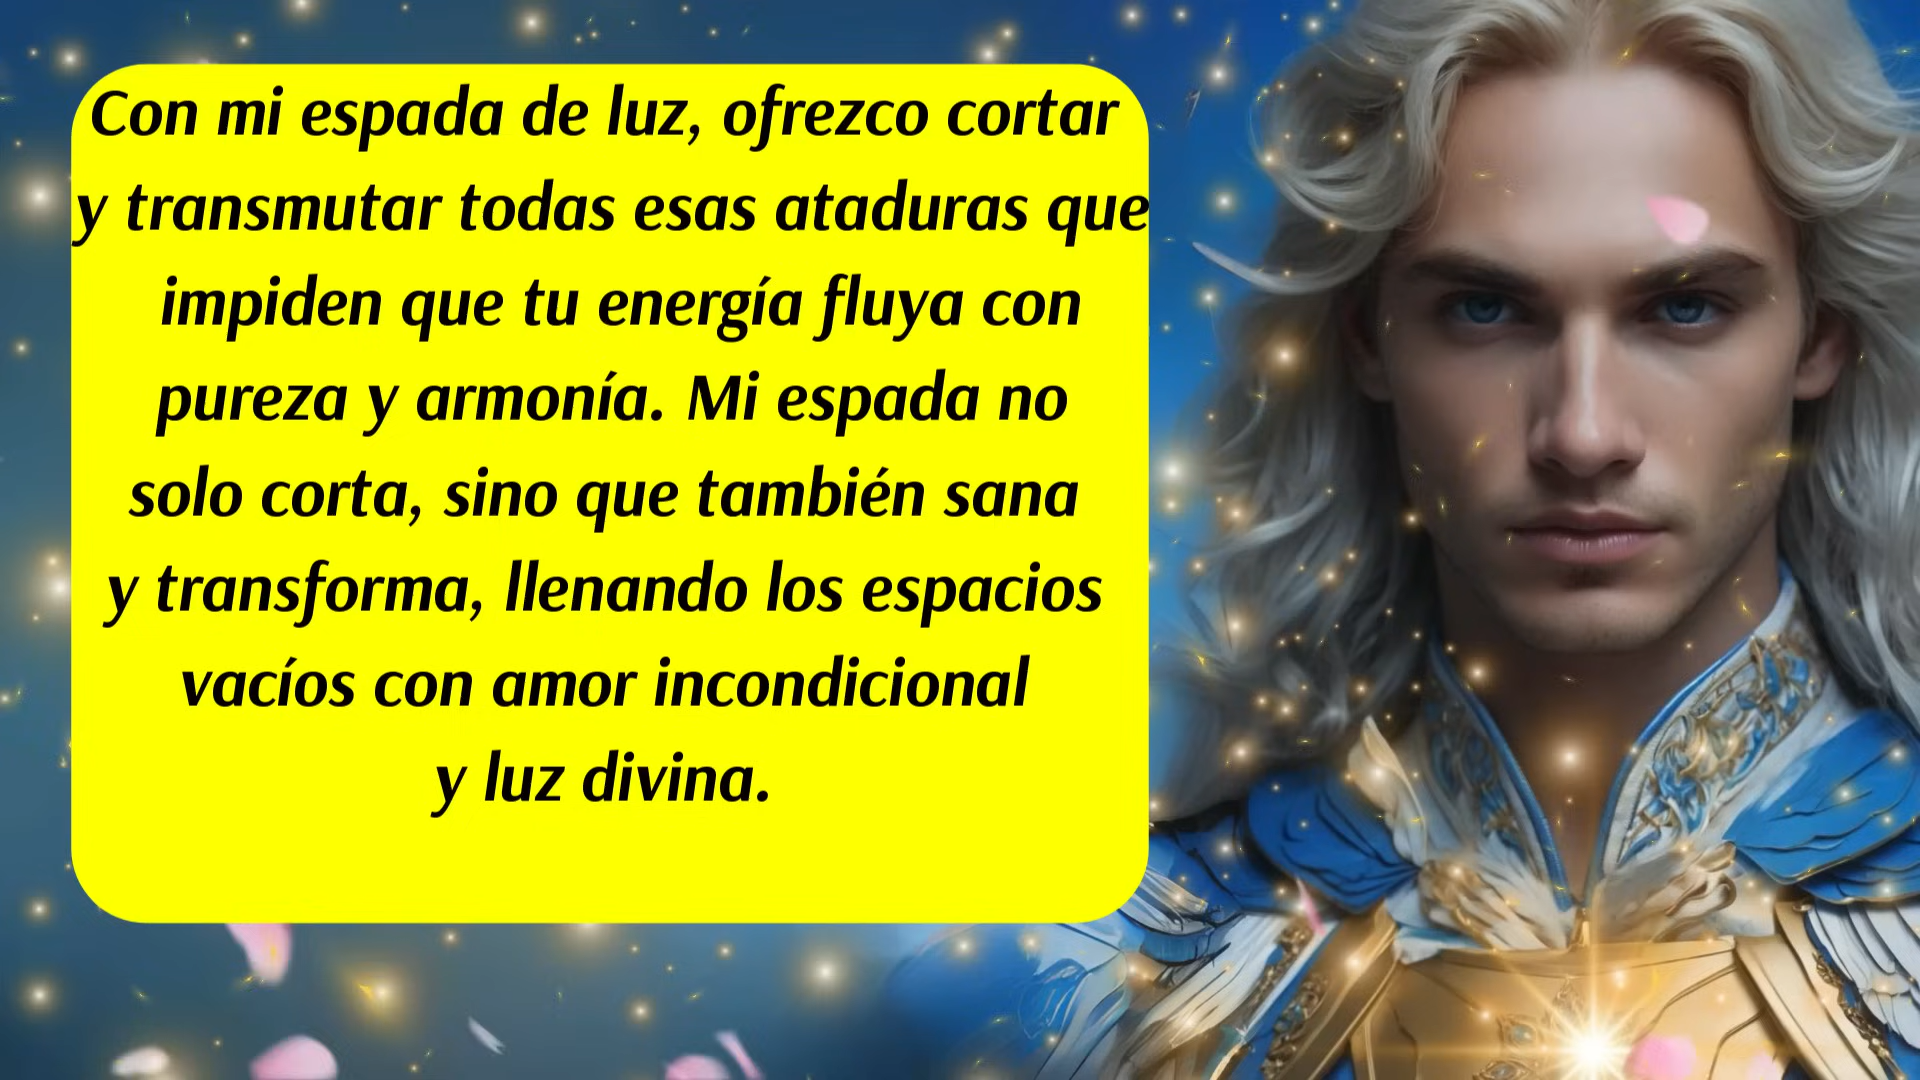 Con mi espada de luz, ofrezco cortar
y transmutar todas esas ataduras que
impiden que tu energía fluya con
pureza y armonía. Mi espada no
solo corta, sino que también sana
y transforma, llenando los espacios
vacíos con amor incondicional
y luz divina.